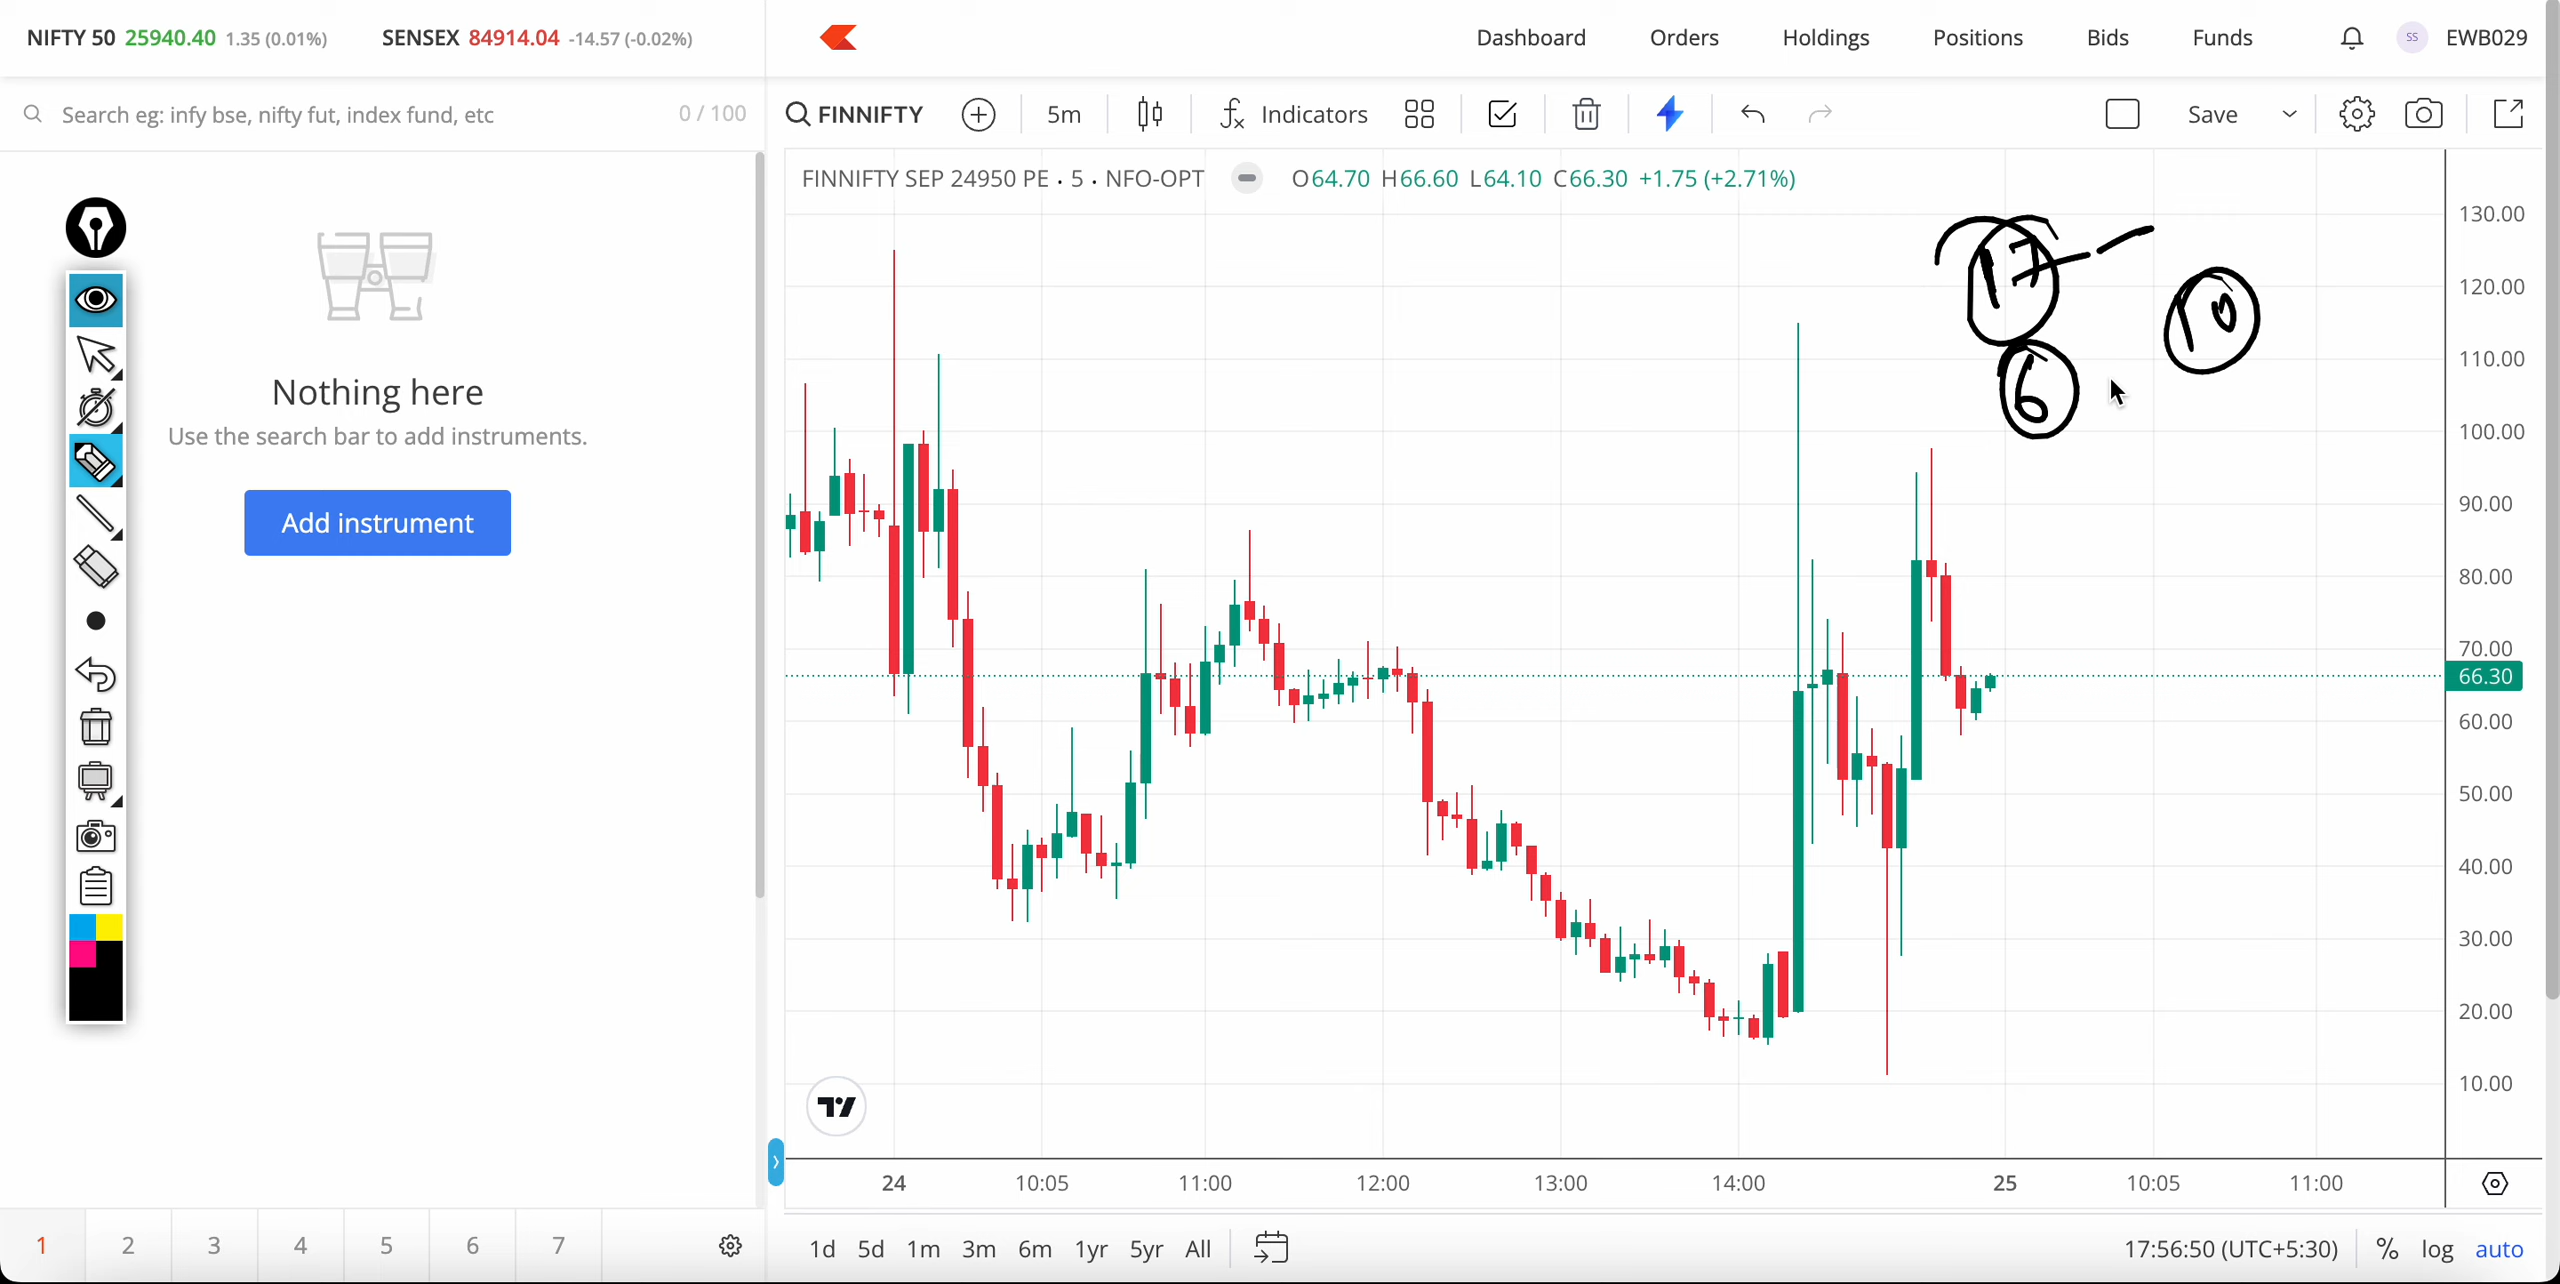 NIFTY 50 25940.40 1.35 (0.01%) SENSEX 84914.04 -14.57 (-0.02%)
Dashboard Orders Holdings Positions Bids Funds SS EWB029
Search eg: infy bse, nifty fut, index fund, etc 0 / 100
FINNIFTY 5m Indicators Save
FINNIFTY SEP 24950 PE · 5 · NFO-OPT O64.70 H66.60 L64.10 C66.30 +1.75 (+2.71%)
Nothing here
Use the search bar to add instruments.
Add instrument
17
10
6
130.00
120.00
110.00
100.00
90.00
80.00
70.00
66.30
60.00
50.00
40.00
30.00
20.00
10.00
24 10:05 11:00 12:00 13:00 14:00 25 10:05 11:00
1 2 3 4 5 6 7
1d 5d 1m 3m 6m 1yr 5yr All
17:56:50 (UTC+5:30) % log auto